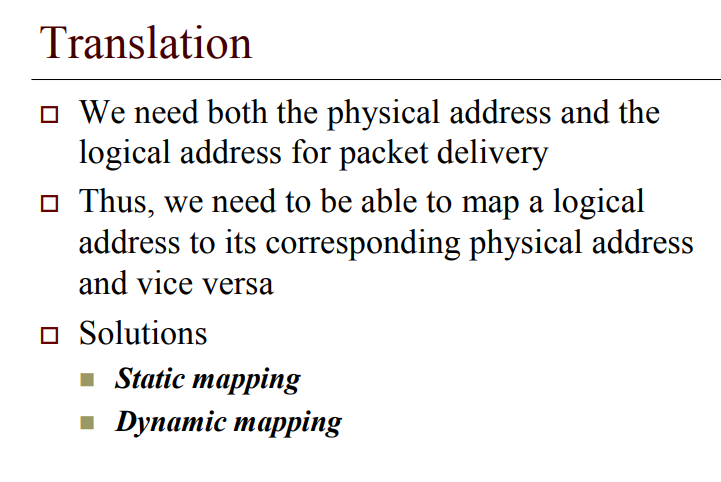 Translation
We need both the physical address and the
logical address for packet delivery
Thus, we need to be able to map a logical
address to its corresponding physical address
and vice versa
Solutions
Static mapping
Dynamic mapping